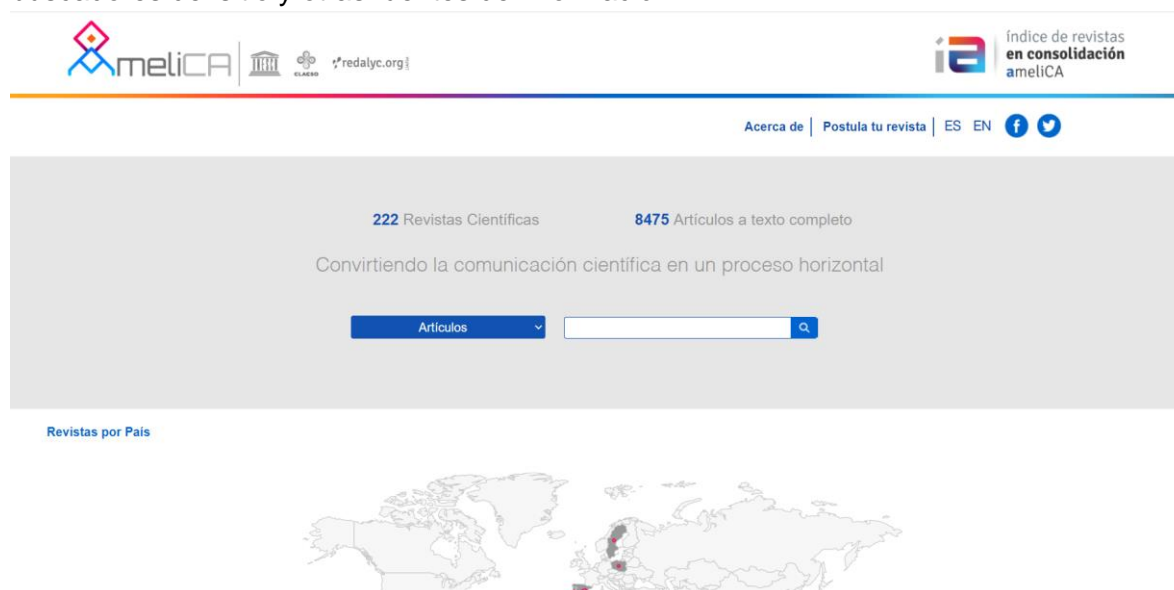 AmeliCA
CLACSO
redalyc.org
índice de revistas
en consolidación
ameliCA
Acerca de | Postula tu revista | ES EN
222 Revistas Científicas 8475 Artículos a texto completo
Convirtiendo la comunicación científica en un proceso horizontal
Artículos
Revistas por País